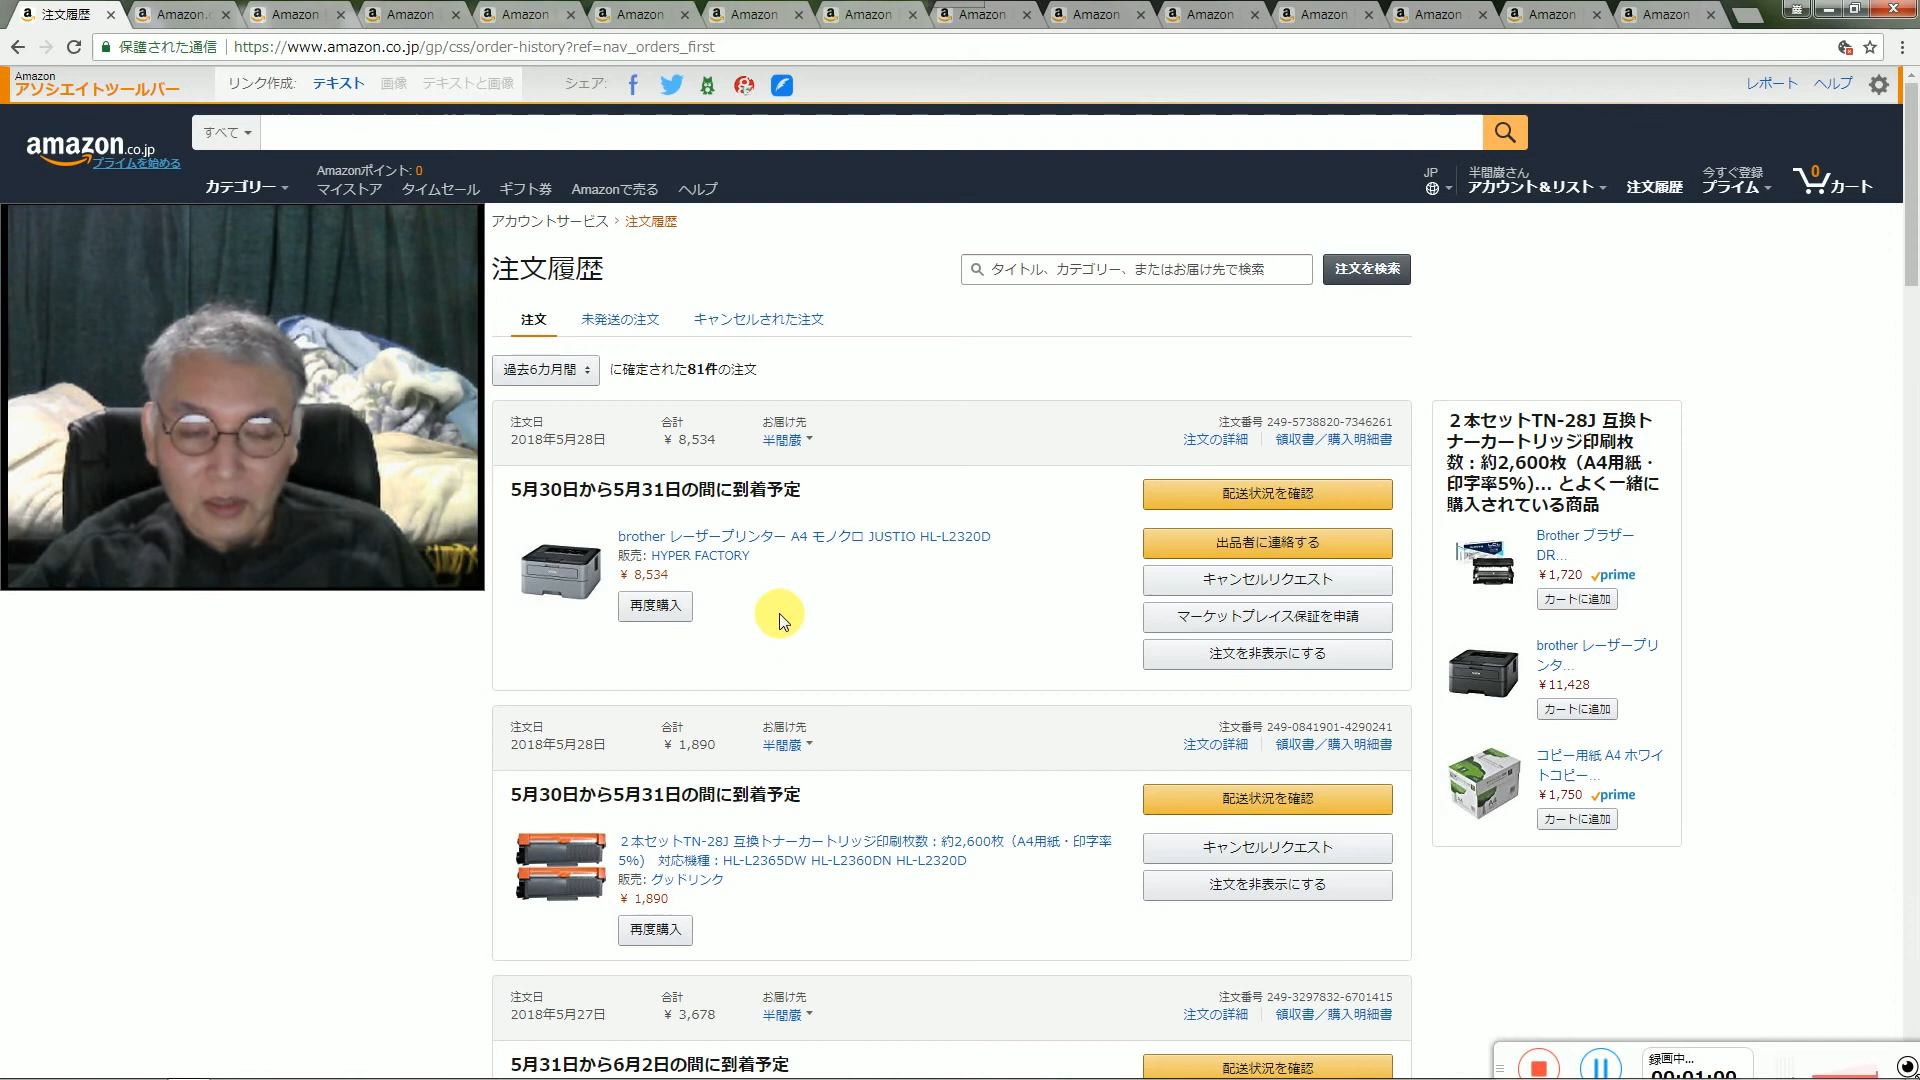 注文履歴
Amazon.c
Amazon
Amazon
Amazon
Amazon
Amazon
Amazon
Amazon
Amazon
Amazon
Amazon
Amazon
Amazon
Amazon
保護された通信
https://www.amazon.co.jp/gp/css/order-history?ref=nav_orders_first
Amazon
アソシエイトツールバー
リンク作成: テキスト 画像 テキストと画像
シェア:
レポート ヘルプ
amazon.co.jp
プライムを始める
すべて
カテゴリー
Amazonポイント: 0
マイストア タイムセール ギフト券 Amazonで売る ヘルプ
JP
半間巌さん
アカウント&リスト
注文履歴
今すぐ登録
プライム
0
カート
アカウントサービス › 注文履歴
注文履歴
タイトル、カテゴリー、またはお届け先で検索
注文を検索
注文 未発送の注文 キャンセルされた注文
過去6カ月間 に確定された81件の注文
注文日 合計 お届け先 注文番号 249-5738820-7346261
2018年5月28日 ¥ 8,534 半間巌 注文の詳細 領収書／購入明細書
5月30日から5月31日の間に到着予定
brother レーザープリンター A4 モノクロ JUSTIO HL-L2320D
販売: HYPER FACTORY
¥ 8,534
再度購入
配送状況を確認
出品者に連絡する
キャンセルリクエスト
マーケットプレイス保証を申請
注文を非表示にする
注文日 合計 お届け先 注文番号 249-0841901-4290241
2018年5月28日 ¥ 1,890 半間巌 注文の詳細 領収書／購入明細書
5月30日から5月31日の間に到着予定
２本セットTN-28J 互換トナーカートリッジ印刷枚数：約2,600枚（A4用紙・印字率
5%） 対応機種：HL-L2365DW HL-L2360DN HL-L2320D
販売: グッドリンク
¥ 1,890
再度購入
配送状況を確認
キャンセルリクエスト
注文を非表示にする
注文日 合計 お届け先 注文番号 249-3297832-6701415
2018年5月27日 ¥ 3,678 半間巌 注文の詳細 領収書／購入明細書
5月31日から6月2日の間に到着予定
配送状況を確認
２本セットTN-28J 互換ト
ナーカートリッジ印刷枚
数：約2,600枚（A4用紙・
印字率5%)... とよく一緒に
購入されている商品
Brother ブラザー
DR...
¥1,720 prime
カートに追加
brother レーザープリ
ンタ...
¥11,428
カートに追加
コピー用紙 A4 ホワイ
トコピー...
¥1,750 prime
カートに追加
録画中...
00:01:00